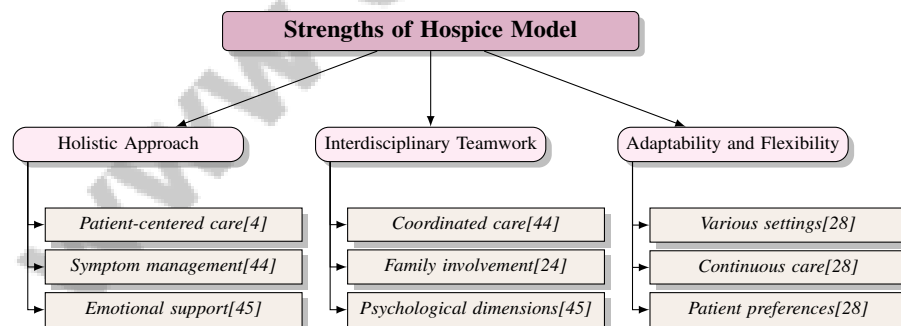 Strengths of Hospice Model
Holistic Approach
Interdisciplinary Teamwork
Adaptability and Flexibility
Patient-centered care[4]
Coordinated care[44]
Various settings[28]
Symptom management[44]
Family involvement[24]
Continuous care[28]
Emotional support[45]
Psychological dimensions[45]
Patient preferences[28]
www